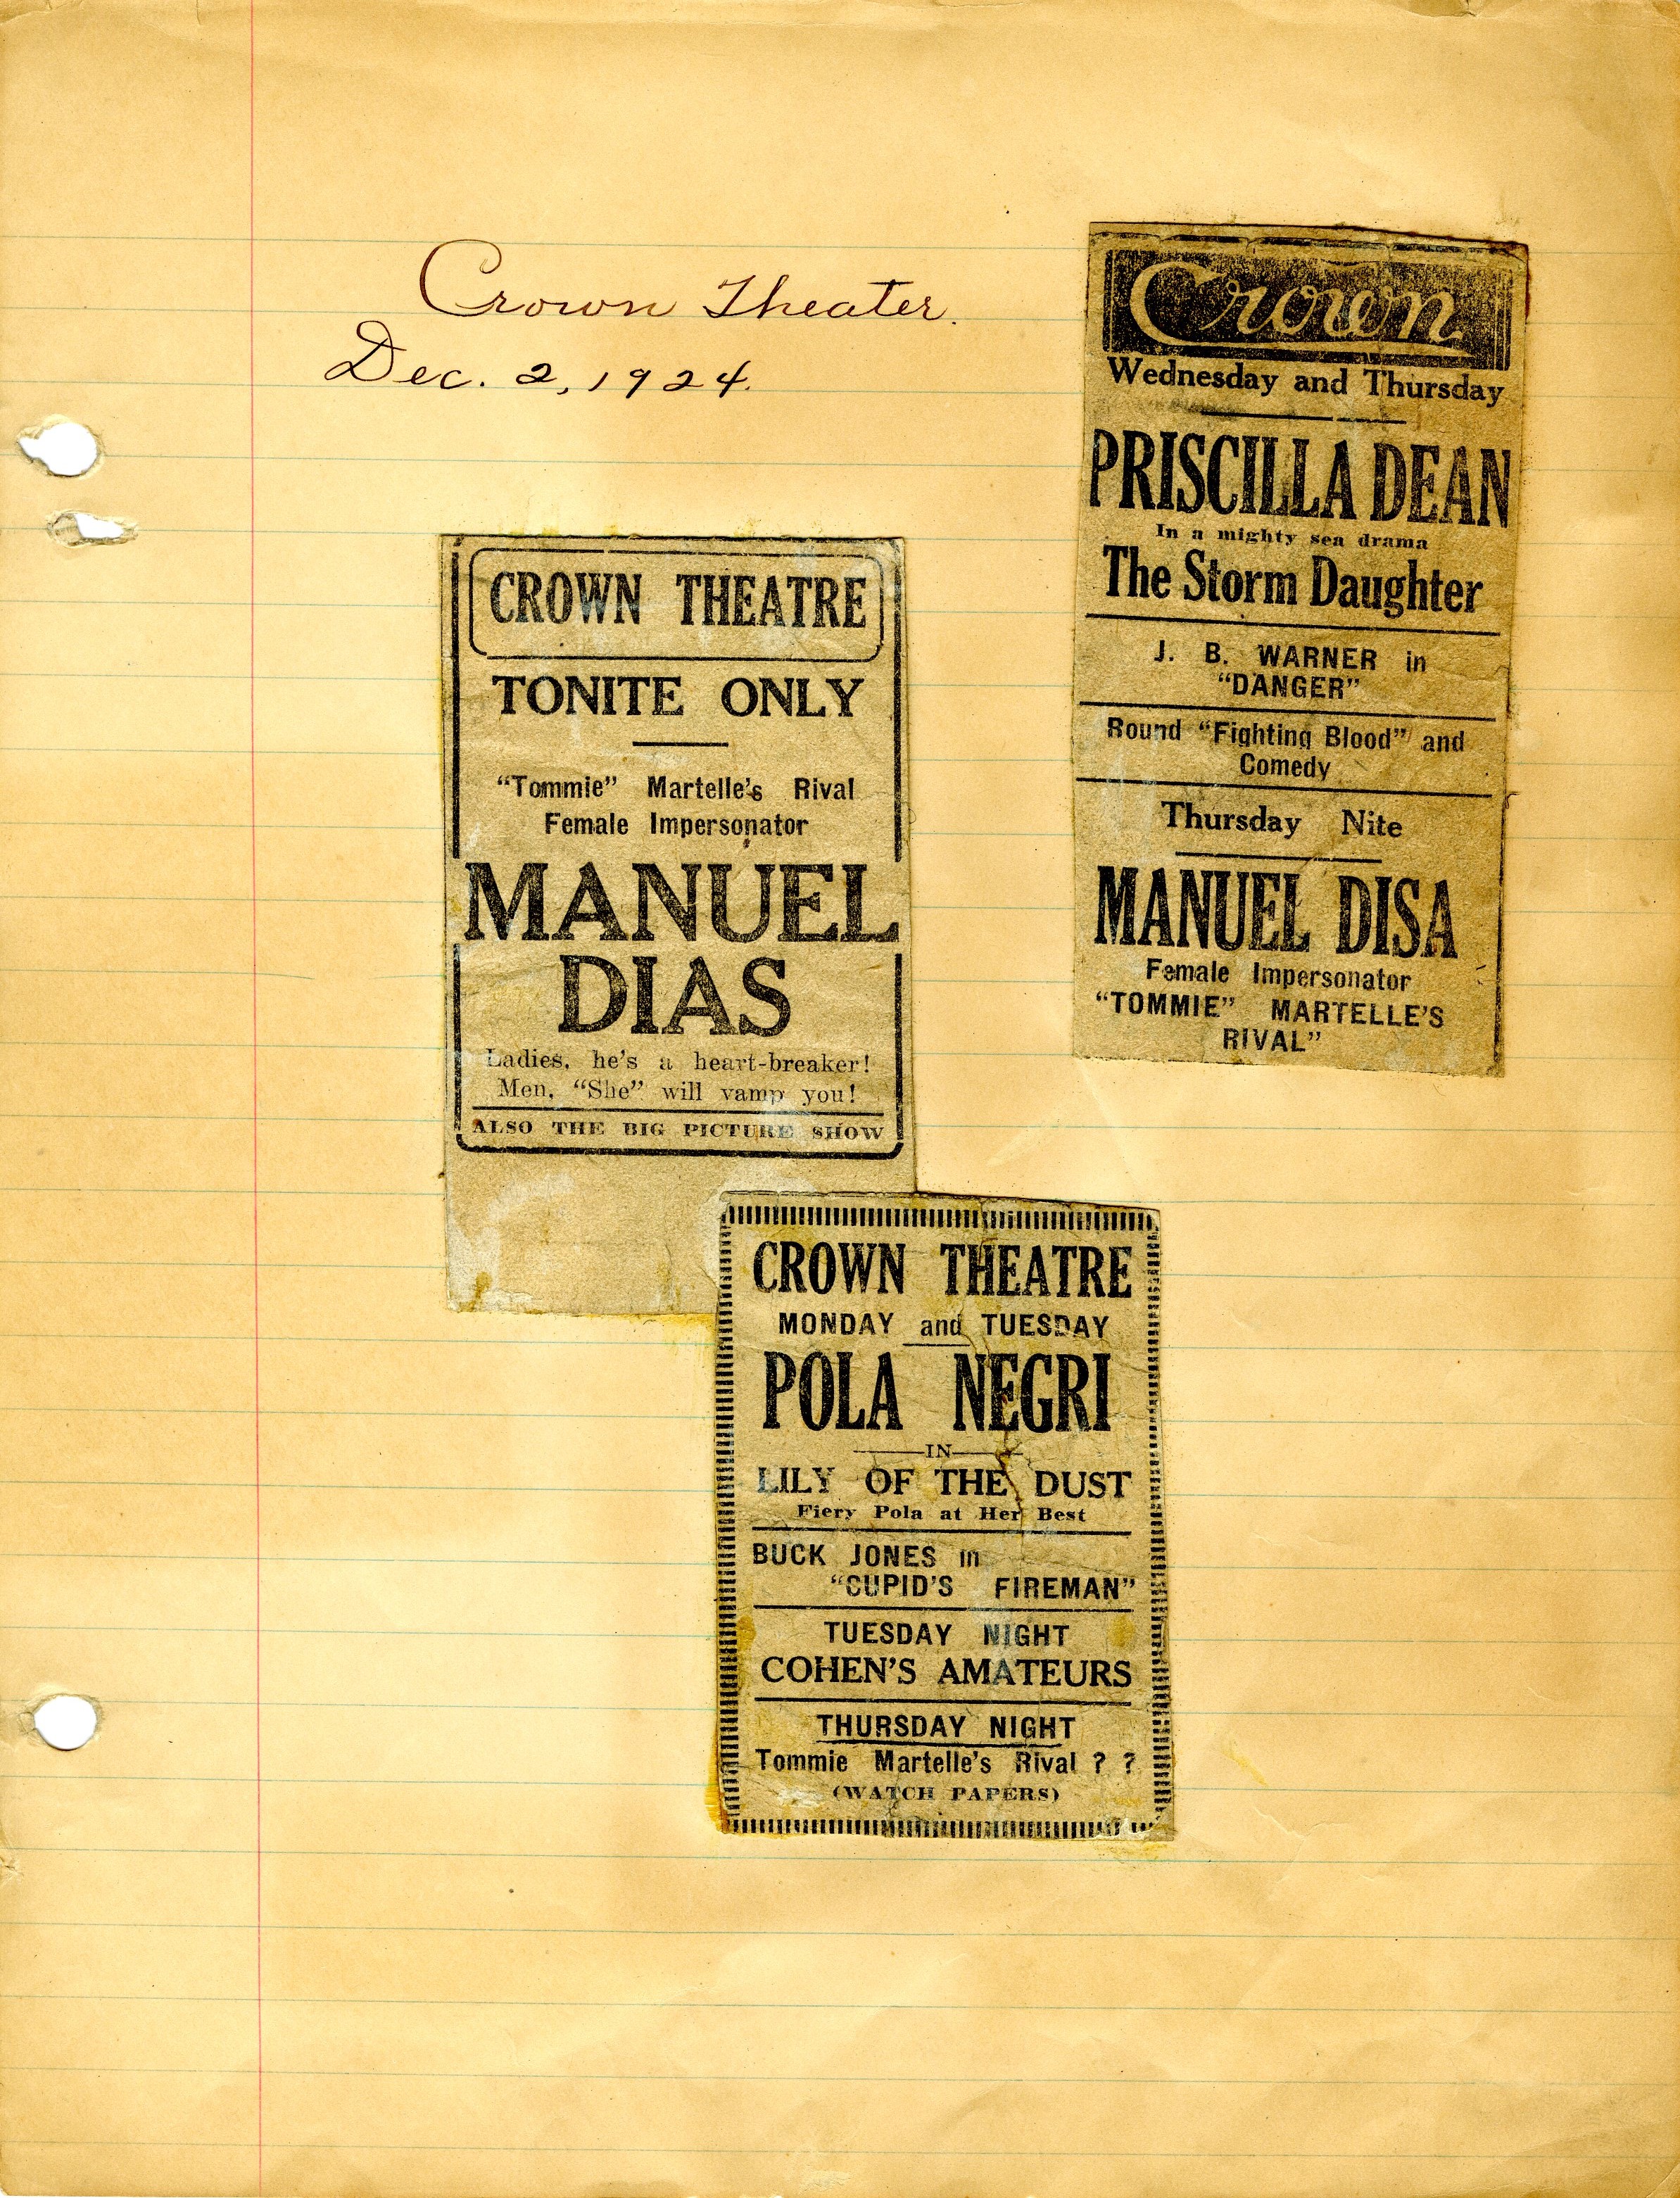 Crown Theater.
Dec. 2, 1924.
CROWN THEATRE
TONITE ONLY
"Tommie" Martelle's Rival
Female Impersonator
MANUEL
DIAS
Ladies, he's a heart-breaker!
Men, "She" will vamp you!
ALSO THE BIG PICTURE SHOW
Crown
Wednesday and Thursday
PRISCILLA DEAN
In a mighty sea drama
The Storm Daughter
J. B. WARNER in
"DANGER"
Round "Fighting Blood" and
Comedy
Thursday Nite
MANUEL DISA
Female Impersonator
"TOMMIE" MARTELLE'S
RIVAL"
CROWN THEATRE
MONDAY and TUESDAY
POLA NEGRI
IN
LILY OF THE DUST
Fiery Pola at Her Best
BUCK JONES in
"CUPID'S FIREMAN"
TUESDAY NIGHT
COHEN'S AMATEURS
THURSDAY NIGHT
Tommie Martelle's Rival ? ?
(WATCH PAPERS)